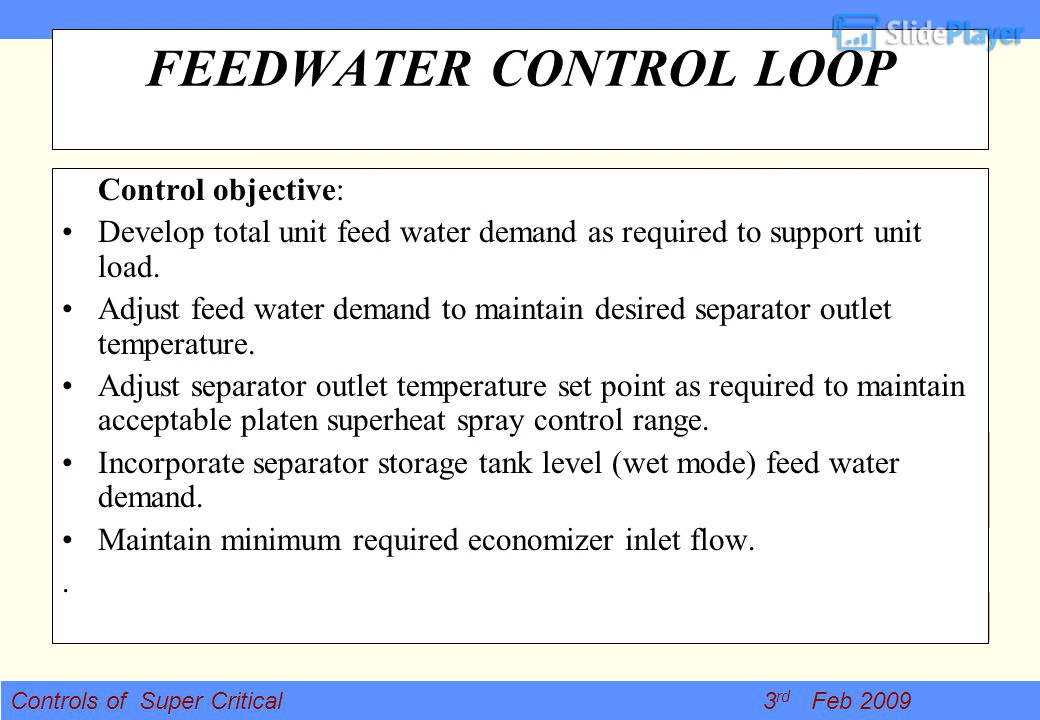 SlidePlayer
FEEDWATER CONTROL LOOP
Control objective:
• Develop total unit feed water demand as required to support unit
load.
• Adjust feed water demand to maintain desired separator outlet
temperature.
• Adjust separator outlet temperature set point as required to maintain
acceptable platen superheat spray control range.
• Incorporate separator storage tank level (wet mode) feed water
demand.
• Maintain minimum required economizer inlet flow.
.
Controls of Super Critical 3rd Feb 2009